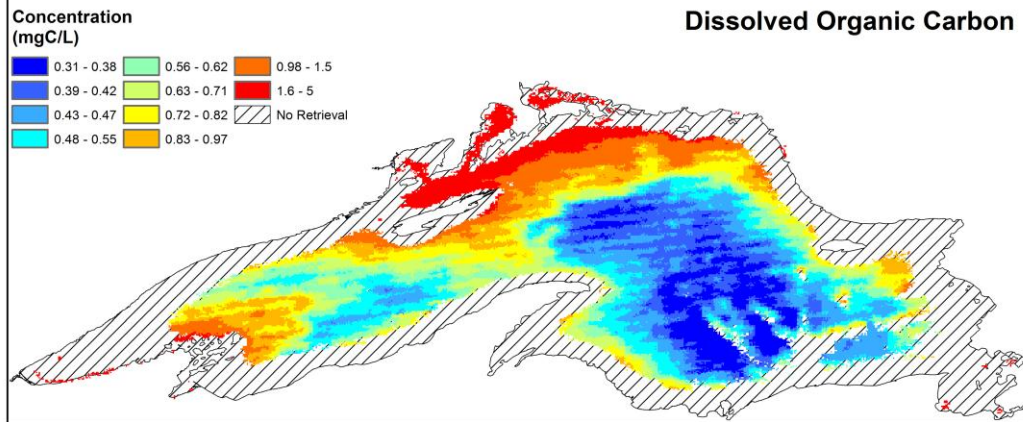 Concentration
(mgC/L)
Dissolved Organic Carbon
0.31 - 0.38 0.56 - 0.62 0.98 - 1.5
0.39 - 0.42 0.63 - 0.71 1.6 - 5
0.43 - 0.47 0.72 - 0.82 No Retrieval
0.48 - 0.55 0.83 - 0.97